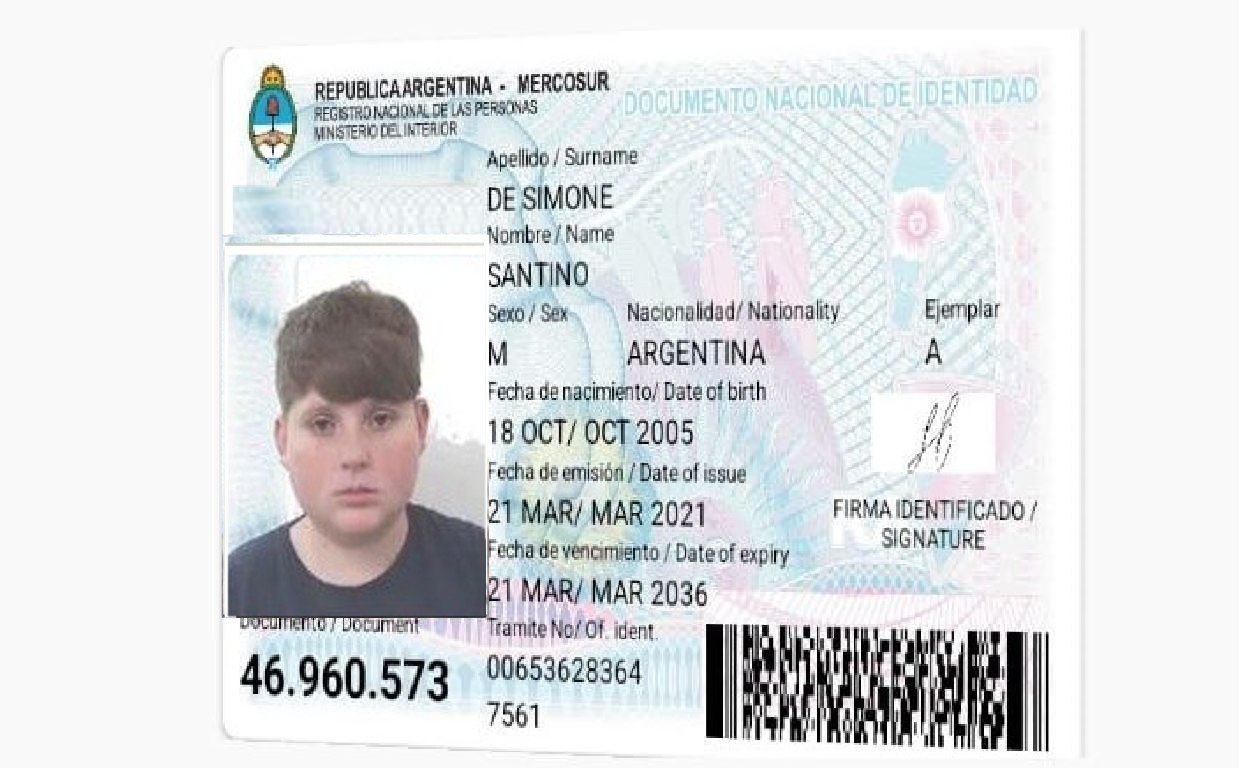 REPUBLICA ARGENTINA - MERCOSUR
REGISTRO NACIONAL DE LAS PERSONAS
MINISTERIO DEL INTERIOR
DOCUMENTO NACIONAL DE IDENTIDAD
Apellido / Surname
DE SIMONE
Nombre / Name
SANTINO
Sexo / Sex Nacionalidad/ Nationality Ejemplar
M ARGENTINA A
Fecha de nacimiento/ Date of birth
18 OCT/ OCT 2005
Fecha de emisión / Date of issue
21 MAR/ MAR 2021
FIRMA IDENTIFICADO /
SIGNATURE
Fecha de vencimiento / Date of expiry
21 MAR/ MAR 2036
Documento / Document
46.960.573
Tramite No/ Of. ident.
00653628364
7561